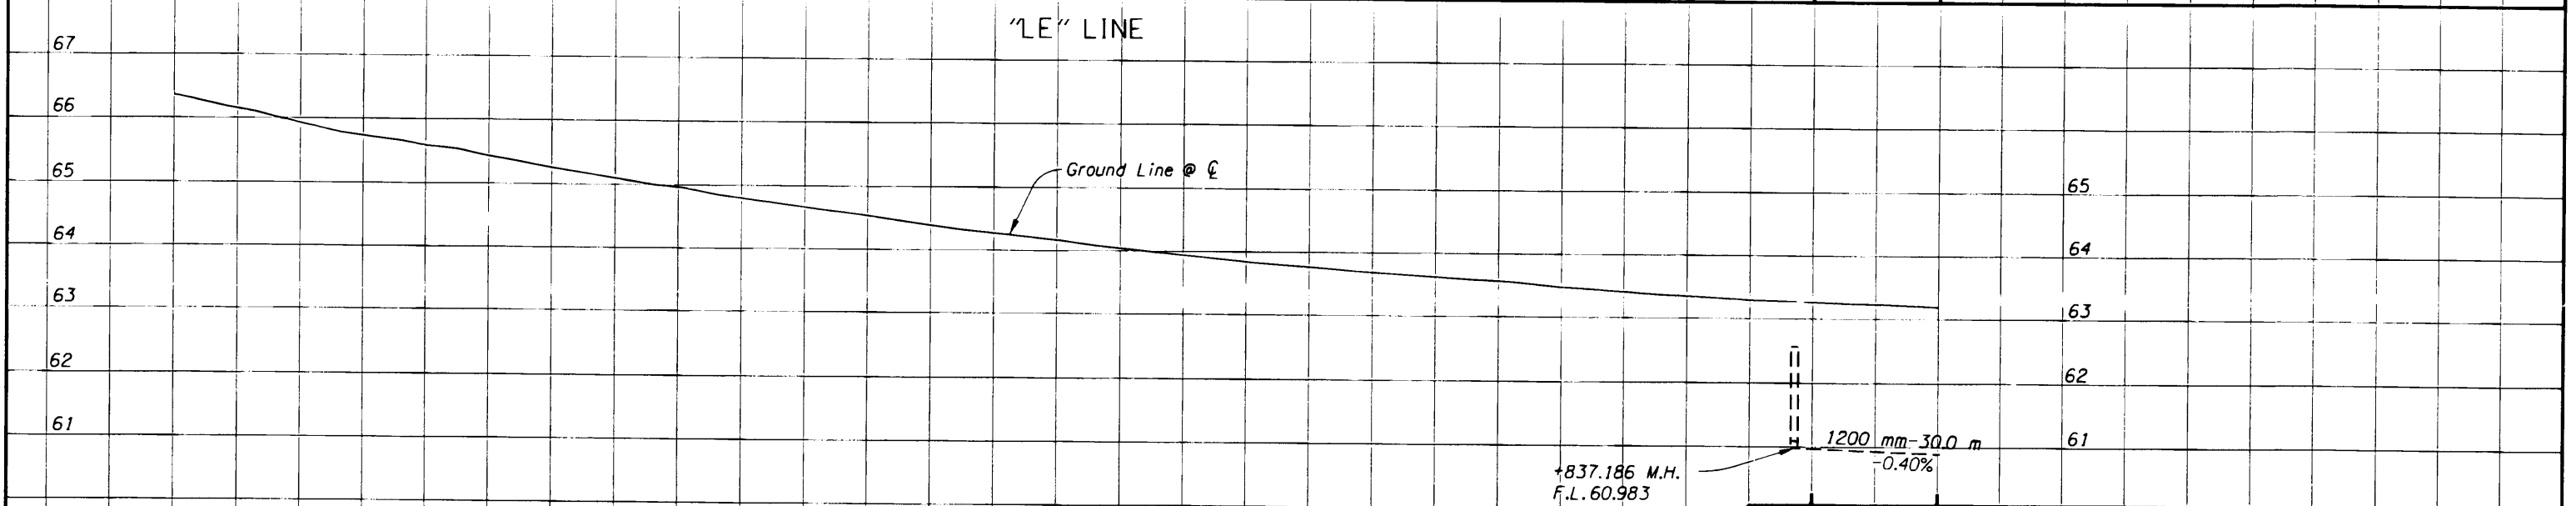 "LE" LINE
67
66
65
64
63
62
61
Ground Line @ ℄
65
64
63
62
61
1200 mm-30.0 m
-0.40%
+837.186 M.H.
F.L. 60.983